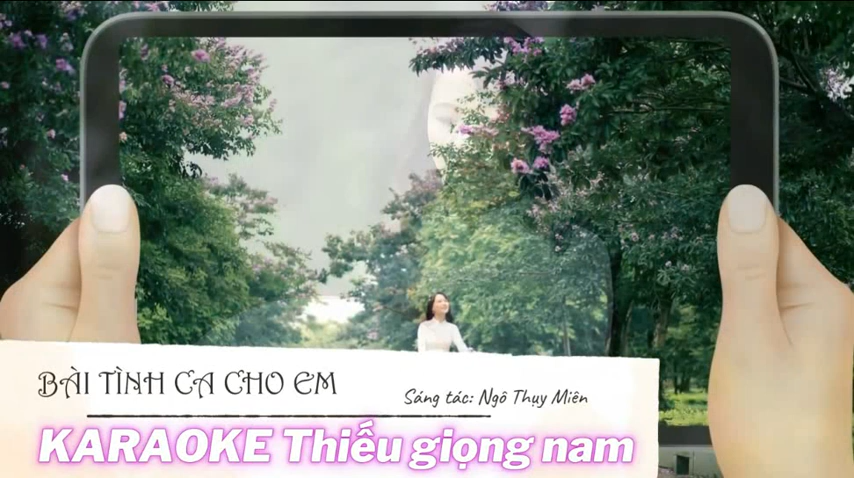 BÀI TÌNH CA CHO EM
Sáng tác: Ngô Thụy Miên
KARAOKE Thiếu giọng nam